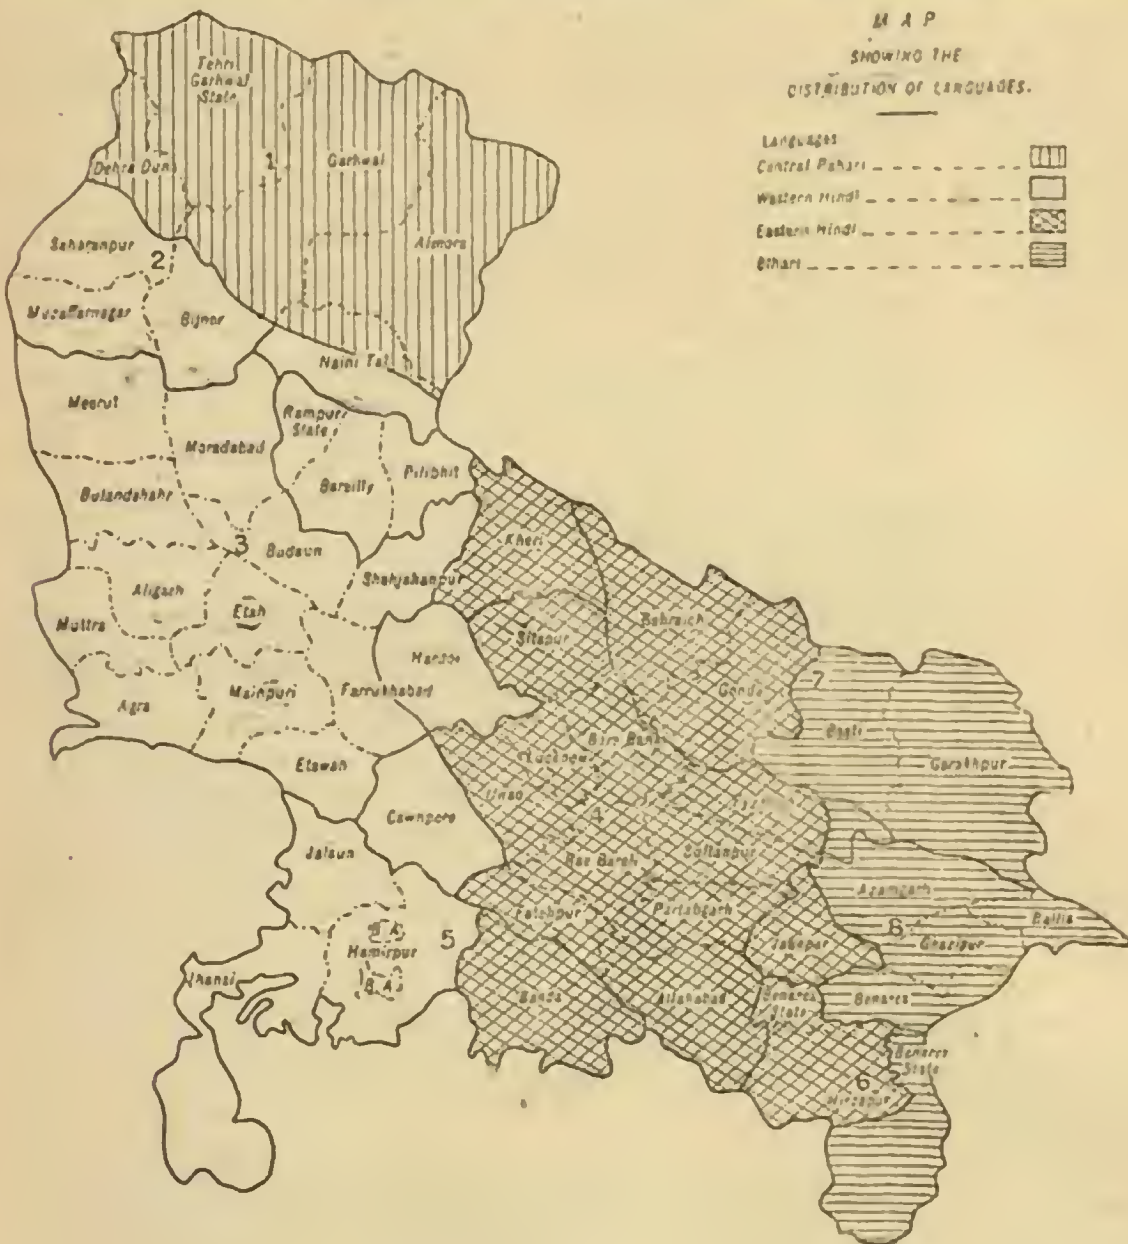 MAP
SHOWING THE
DISTRIBUTION OF LANGUAGES.
Languages
Central Pahari
Western Hindi
Eastern Hindi
Bihari
Tehri
Garhwal
State
Dehra Dun
1
Garhwal
Almora
Saharanpur
2
Muzaffarnagar
Bijnor
Naini Tal
Meerut
Moradabad
Rampur
State
Bulandshahr
Bareilly
Pilibhit
3
Budaun
Kheri
Shahjahanpur
Aligarh
Etah
Muttra
Sitapur
Bahraich
Hardoi
Agra
Mainpuri
Farrukhabad
Gonda
7
Basti
Gorakhpur
Etawah
Lucknow
Bara Banki
Unao
Cawnpore
4
Jalaun
Rae Bareli
Sultanpur
Azamgarh
Ballia
Fatehpur
Partabgarh
B.A.
5
Jaunpur
8
Ghazipur
Hamirpur
Jhansi
B.A.
Banda
Allahabad
Benares
State
Benares
Benares
State
6
Mirzapur